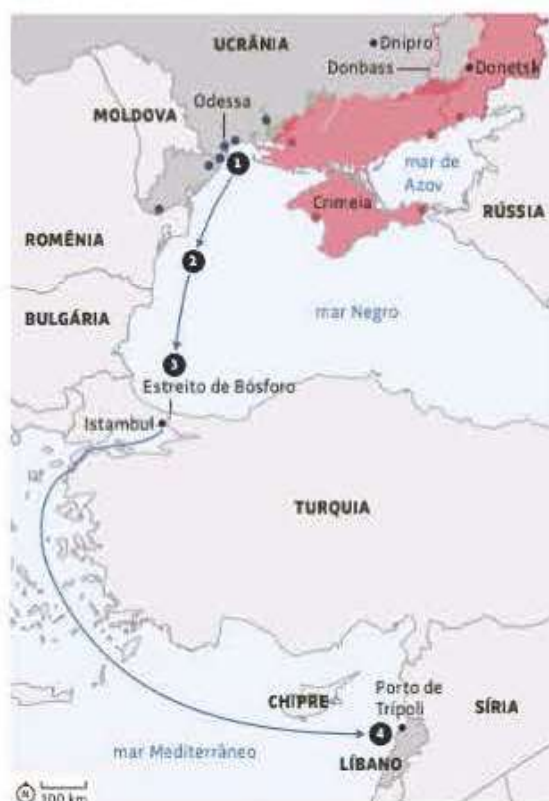 UCRÂNIA
Dnipro
Donbass
Donetsk
Odessa
MOLDOVA
1
mar de
Azov
Crimeia
RÚSSIA
ROMÊNIA
2
mar Negro
BULGÁRIA
3
Estreito de Bósforo
Istambul
TURQUIA
CHIPRE
Porto de
Trípoli
SÍRIA
4
mar Mediterrâneo
LÍBANO
N
100 km